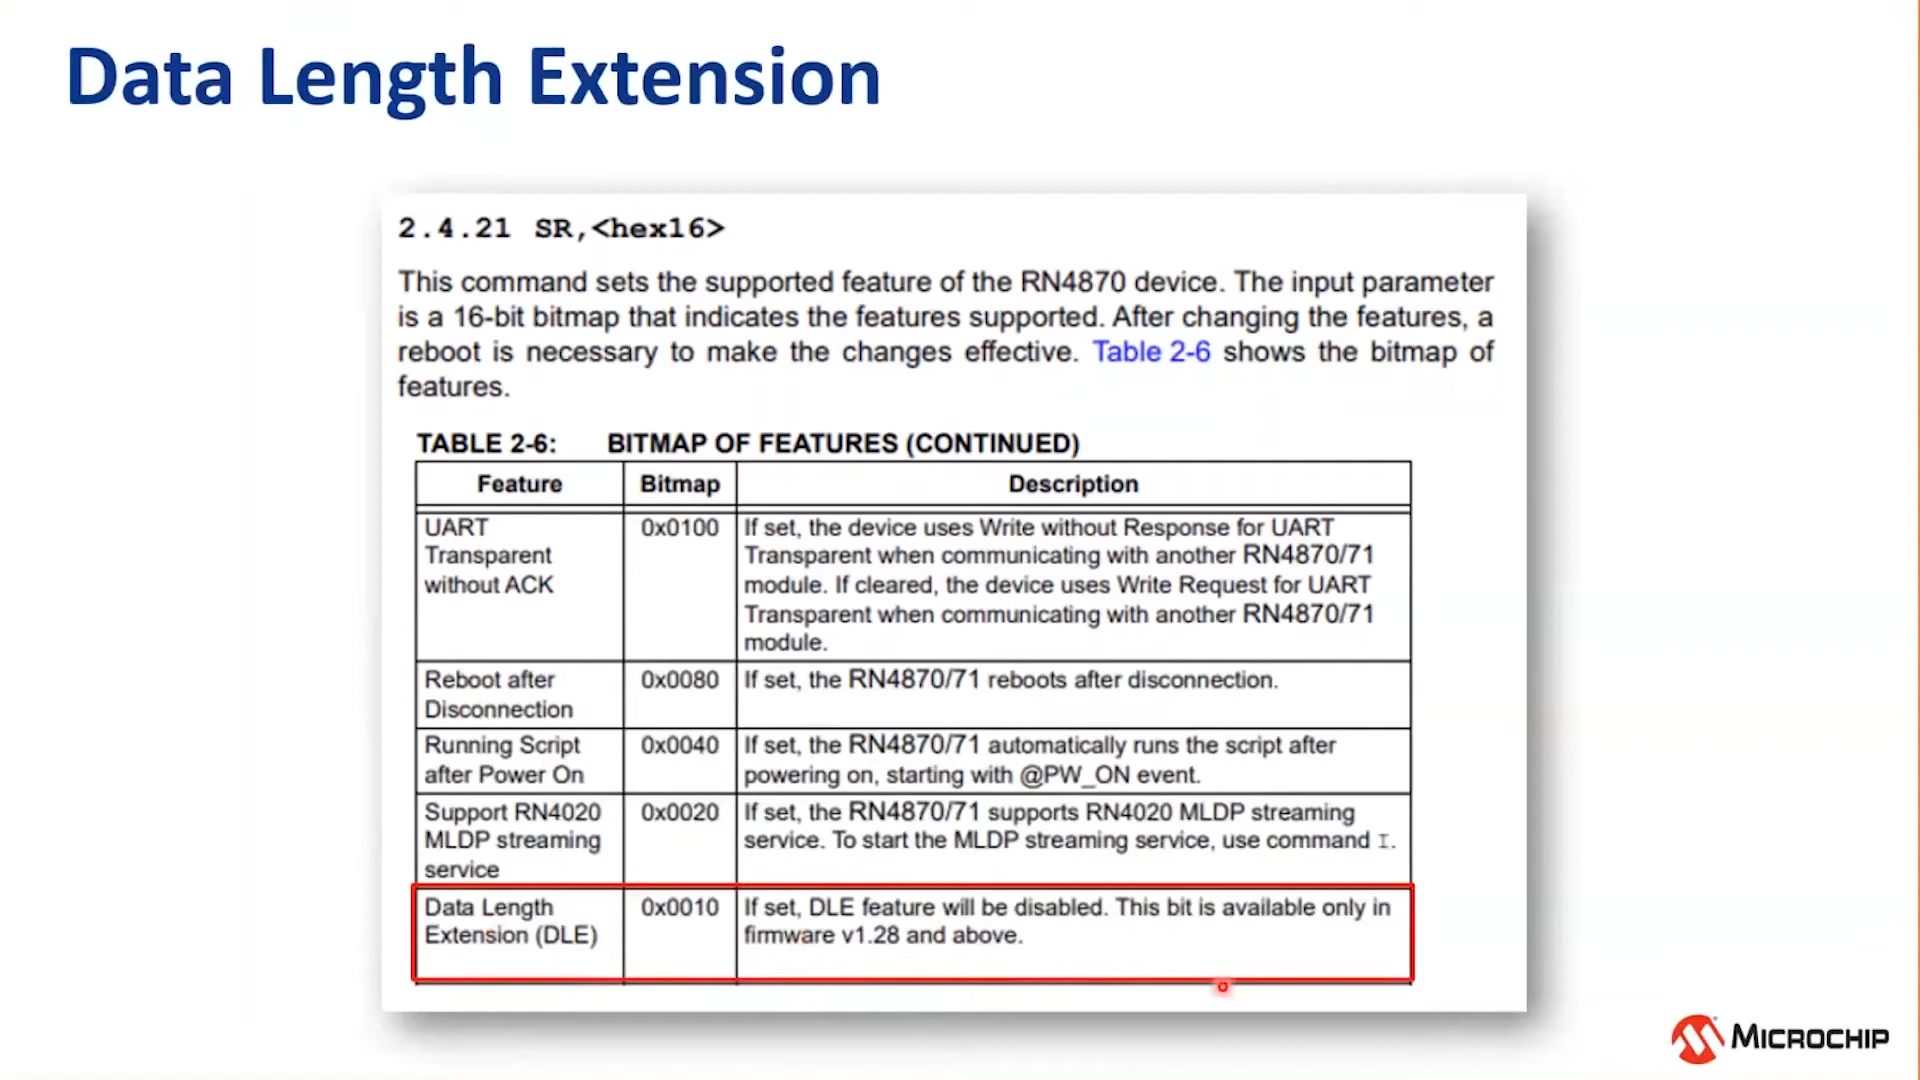 Data Length Extension
2.4.21 SR,<hex16>
This command sets the supported feature of the RN4870 device. The input parameter
is a 16-bit bitmap that indicates the features supported. After changing the features, a
reboot is necessary to make the changes effective. Table 2-6 shows the bitmap of
features.
TABLE 2-6: BITMAP OF FEATURES (CONTINUED)
Feature Bitmap Description
UART 0x0100 If set, the device uses Write without Response for UART
Transparent Transparent when communicating with another RN4870/71
without ACK module. If cleared, the device uses Write Request for UART
Transparent when communicating with another RN4870/71
module.
Reboot after 0x0080 If set, the RN4870/71 reboots after disconnection.
Disconnection
Running Script 0x0040 If set, the RN4870/71 automatically runs the script after
after Power On powering on, starting with @PW_ON event.
Support RN4020 0x0020 If set, the RN4870/71 supports RN4020 MLDP streaming
MLDP streaming service. To start the MLDP streaming service, use command I.
service
Data Length 0x0010 If set, DLE feature will be disabled. This bit is available only in
Extension (DLE) firmware v1.28 and above.
MICROCHIP